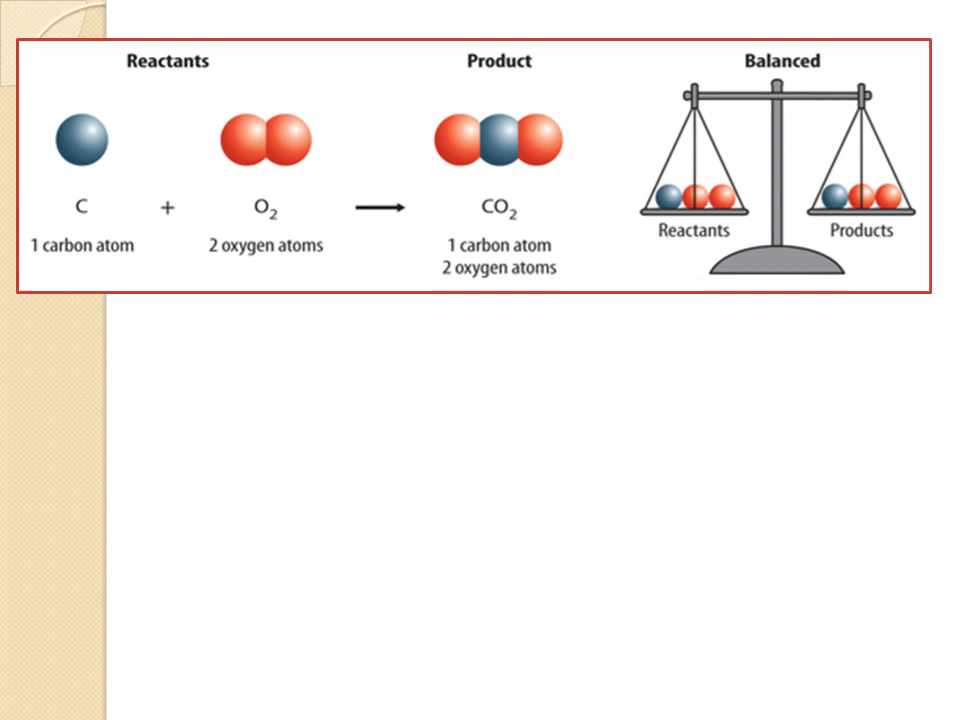 Reactants Product Balanced
C + O₂ → CO₂
1 carbon atom 2 oxygen atoms 1 carbon atom
2 oxygen atoms
Reactants Products